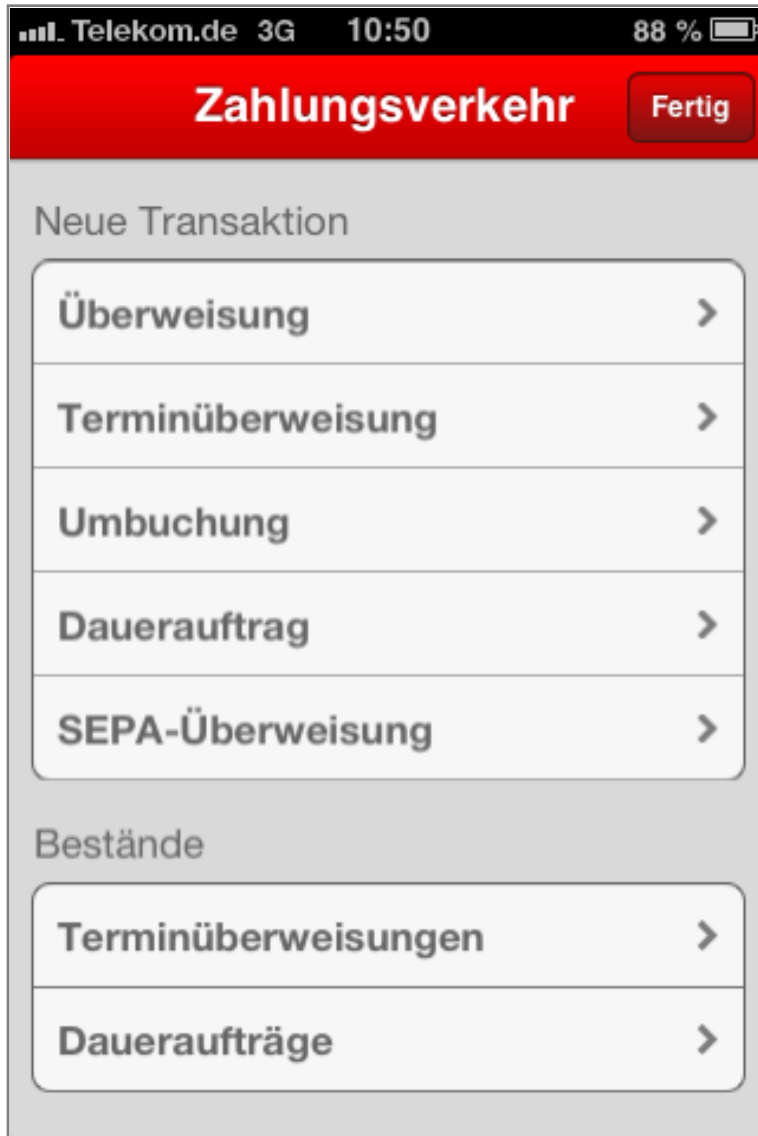 Telekom.de 3G 10:50 88 %
Zahlungsverkehr Fertig
Neue Transaktion
Überweisung
Terminüberweisung
Umbuchung
Dauerauftrag
SEPA-Überweisung
Bestände
Terminüberweisungen
Daueraufträge